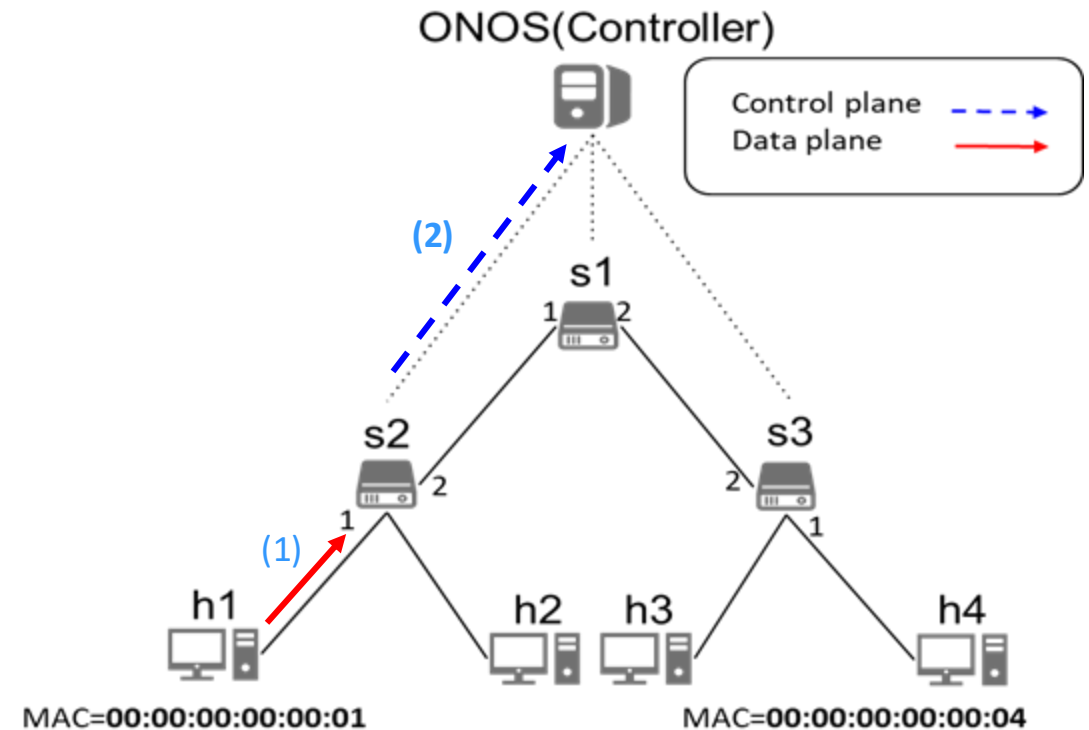 ONOS(Controller)
Control plane
Data plane
(2)
s1
1
2
s2
s3
2
2
1
1
(1)
h1
h2
h3
h4
MAC=00:00:00:00:00:01
MAC=00:00:00:00:00:04